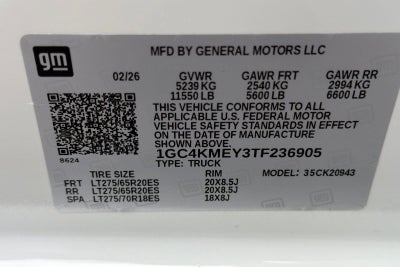 gm
MFD BY GENERAL MOTORS LLC
02/26 GVWR GAWR FRT GAWR RR
5239 KG 2540 KG 2994 KG
11550 LB 5600 LB 6600 LB
THIS VEHICLE CONFORMS TO ALL
APPLICABLE U.S. FEDERAL MOTOR
VEHICLE SAFETY STANDARDS IN EFFECT
ON THE DATE OF MANUFACTURE
SHOWN ABOVE.
1GC4KMEY3TF236905
8624
TYPE: TRUCK
TIRE SIZE RIM MODEL: 35CK20943
FRT LT275/65R20ES 20X8.5J
RR LT275/65R20ES 20X8.5J
SPA LT275/70R18ES 18X8J